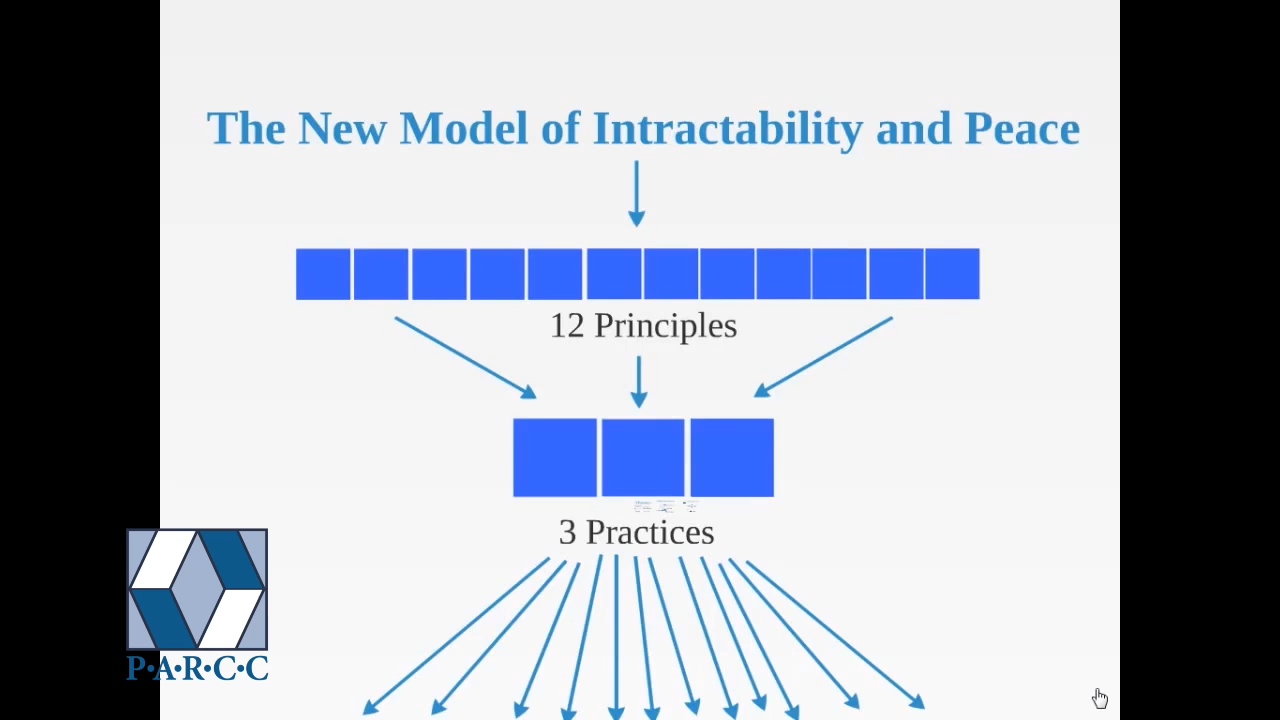 The New Model of Intractability and Peace
12 Principles
3 Practices
P·A·R·C·C